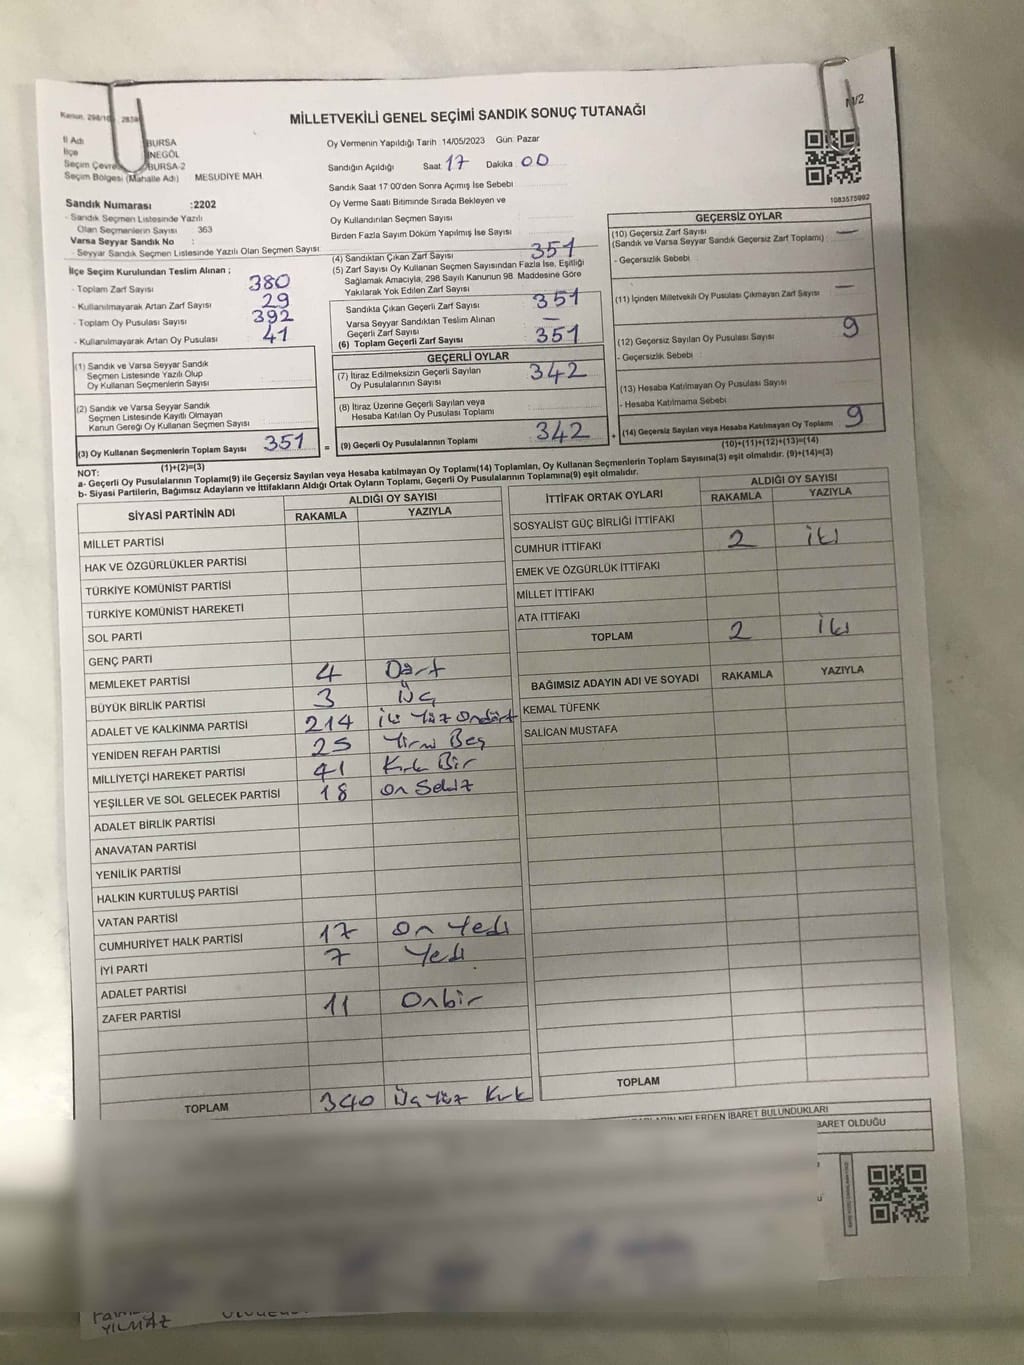 MİLLETVEKİLİ GENEL SEÇİMİ SANDIK SONUÇ TUTANAĞI
Kanun. 298/10
İl Adı BURSA
İlçe İNEGÖL
Seçim BURSA-2
Seçim Bölgesi (Mahalle Adı) MESUDİYE MAH.
Oy Vermenin Yapıldığı Tarih 14/05/2023 Gün: Pazar
Sandığın Açıldığı Saat 17 Dakika 00
Sandık Saat 17 00'den Sonra Açımış İse Sebebi
Oy Verme Saati Bitiminde Sırada Bekleyen ve
Oy Kullandırılan Seçmen Sayısı
Birden Fazla Sayım Döküm Yapılmış İse Sayısı
1083575992
Sandık Numarası :2202
- Sandık Seçmen Listesinde Yazılı
Olan Seçmenlerin Sayısı 363
Varsa Seyyar Sandık No :
- Seyyar Sandık Seçmen Listesinde Yazılı Olan Seçmen Sayısı:
İlçe Seçim Kurulundan Teslim Alınan ;
- Toplam Zarf Sayısı 380
- Kullanılmayarak Artan Zarf Sayısı 29
- Toplam Oy Pusulası Sayısı 392
- Kullanılmayarak Artan Oy Pusulası 41
(1) Sandık ve Varsa Seyyar Sandık
Seçmen Listesinde Yazılı Olup
Oy Kullanan Seçmenlerin Sayısı
(2) Sandık ve Varsa Seyyar Sandık
Seçmen Listesinde Kayıtlı Olmayan
Kanun Gereği Oy Kullanan Seçmen Sayısı
(3) Oy Kullanan Seçmenlerin Toplam Sayısı 351
(1)+(2)=(3)
(4) Sandıktan Çıkan Zarf Sayısı 351
(5) Zarf Sayısı Oy Kullanan Seçmen Sayısından Fazla İse, Eşitliği
Sağlamak Amacıyla, 298 Sayılı Kanunun 98. Maddesine Göre
Yakılarak Yok Edilen Zarf Sayısı
Sandıkta Çıkan Geçerli Zarf Sayısı 351
Varsa Seyyar Sandıktan Teslim Alınan
Geçerli Zarf Sayısı —
(6) Toplam Geçerli Zarf Sayısı 351
GEÇERLİ OYLAR
(7) İtiraz Edilmeksizin Geçerli Sayılan
Oy Pusulalarının Sayısı 342
(8) İtiraz Üzerine Geçerli Sayılan veya
Hesaba Katılan Oy Pusulası Toplamı
= (9) Geçerli Oy Pusulalarının Toplamı 342
GEÇERSİZ OYLAR
(10) Geçersiz Zarf Sayısı —
(Sandık ve Varsa Seyyar Sandık Geçersiz Zarf Toplamı)
- Geçersizlik Sebebi
(11) İçinden Milletvekili Oy Pusulası Çıkmayan Zarf Sayısı —
(12) Geçersiz Sayılan Oy Pusulası Sayısı 9
- Geçersizlik Sebebi
(13) Hesaba Katılmayan Oy Pusulası Sayısı
- Hesaba Katılmama Sebebi
+ (14) Geçersiz Sayılan veya Hesaba Katılmayan Oy Toplamı 9
(10)+(11)+(12)+(13)=(14)
NOT:
a- Geçerli Oy Pusulalarının Toplamı(9) ile Geçersiz Sayılan veya Hesaba katılmayan Oy Toplamı(14) Toplamları, Oy Kullanan Seçmenlerin Toplam Sayısına(3) eşit olmalıdır. (9)+(14)=(3)
b- Siyasi Partilerin, Bağımsız Adayların ve İttifakların Aldığı Ortak Oyların Toplamı, Geçerli Oy Pusulalarının Toplamına(9) eşit olmalıdır.
SİYASİ PARTİNİN ADI ALDIĞI OY SAYISI
RAKAMLA YAZIYLA
MİLLET PARTİSİ
HAK VE ÖZGÜRLÜKLER PARTİSİ
TÜRKİYE KOMÜNİST PARTİSİ
TÜRKİYE KOMÜNİST HAREKETİ
SOL PARTİ
GENÇ PARTİ
MEMLEKET PARTİSİ 4 Dört
BÜYÜK BİRLİK PARTİSİ 3 Üç
ADALET VE KALKINMA PARTİSİ 214 İki Yüz Ondört
YENİDEN REFAH PARTİSİ 25 Yirmi Beş
MİLLİYETÇİ HAREKET PARTİSİ 41 Kırk Bir
YEŞİLLER VE SOL GELECEK PARTİSİ 18 On Sekiz
ADALET BİRLİK PARTİSİ
ANAVATAN PARTİSİ
YENİLİK PARTİSİ
HALKIN KURTULUŞ PARTİSİ
VATAN PARTİSİ
CUMHURİYET HALK PARTİSİ 17 On Yedi
İYİ PARTİ 7 Yedi
ADALET PARTİSİ
ZAFER PARTİSİ 11 Onbir
TOPLAM 340 Üç Yüz Kırk
İTTİFAK ORTAK OYLARI ALDIĞI OY SAYISI
RAKAMLA YAZIYLA
SOSYALİST GÜÇ BİRLİĞİ İTTİFAKI
CUMHUR İTTİFAKI 2 İki
EMEK VE ÖZGÜRLÜK İTTİFAKI
MİLLET İTTİFAKI
ATA İTTİFAKI
TOPLAM 2 İki
BAĞIMSIZ ADAYIN ADI VE SOYADI RAKAMLA YAZIYLA
KEMAL TÜFENK
SALİCAN MUSTAFA
TOPLAM
NELERDEN İBARET BULUNDUKLARI
BARET OLDUĞU
YILMAZ